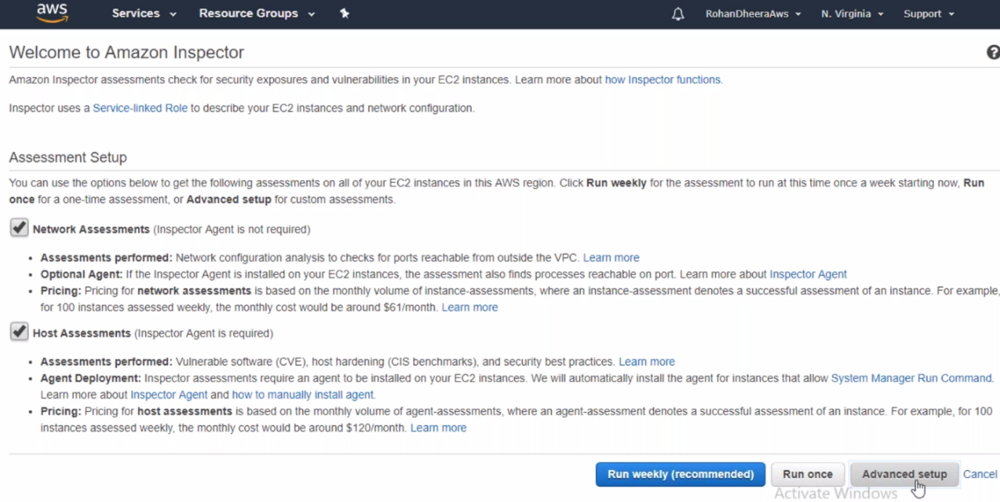 aws Services Resource Groups RohanDheeraAws N. Virginia Support
Welcome to Amazon Inspector ?
Amazon Inspector assessments check for security exposures and vulnerabilities in your EC2 instances. Learn more about how Inspector functions.
Inspector uses a Service-linked Role to describe your EC2 instances and network configuration.
Assessment Setup
You can use the options below to get the following assessments on all of your EC2 instances in this AWS region. Click Run weekly for the assessment to run at this time once a week starting now, Run
once for a one-time assessment, or Advanced setup for custom assessments.
Network Assessments (Inspector Agent is not required)
• Assessments performed: Network configuration analysis to checks for ports reachable from outside the VPC. Learn more
• Optional Agent: If the Inspector Agent is installed on your EC2 instances, the assessment also finds processes reachable on port. Learn more about Inspector Agent
• Pricing: Pricing for network assessments is based on the monthly volume of instance-assessments, where an instance-assessment denotes a successful assessment of an instance. For example,
for 100 instances assessed weekly, the monthly cost would be around $61/month. Learn more
Host Assessments (Inspector Agent is required)
• Assessments performed: Vulnerable software (CVE), host hardening (CIS benchmarks), and security best practices. Learn more
• Agent Deployment: Inspector assessments require an agent to be installed on your EC2 instances. We will automatically install the agent for instances that allow System Manager Run Command.
Learn more about Inspector Agent and how to manually install agent.
• Pricing: Pricing for host assessments is based on the monthly volume of agent-assessments, where an agent-assessment denotes a successful assessment of an instance. For example, for 100
instances assessed weekly, the monthly cost would be around $120/month. Learn more
Run weekly (recommended) Run once Advanced setup Cancel
Activate Windows